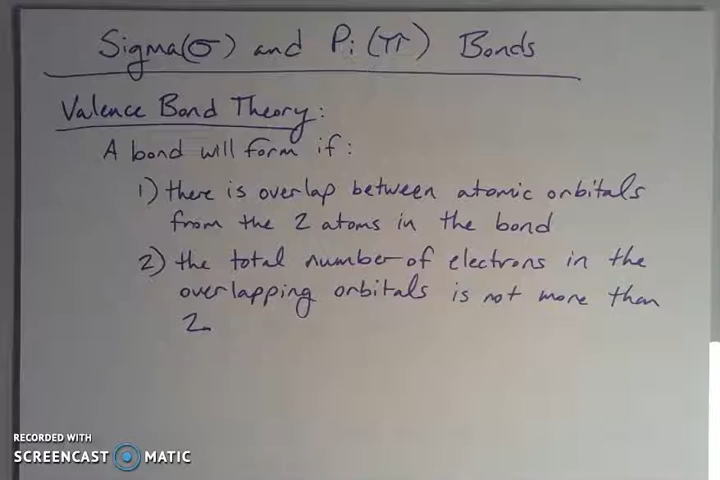 Sigma(σ) and Pi(π) Bonds
Valence Bond Theory:
A bond will form if:
1) there is overlap between atomic orbitals
from the 2 atoms in the bond
2) the total number of electrons in the
overlapping orbitals is not more than
2
RECORDED WITH
SCREENCAST MATIC